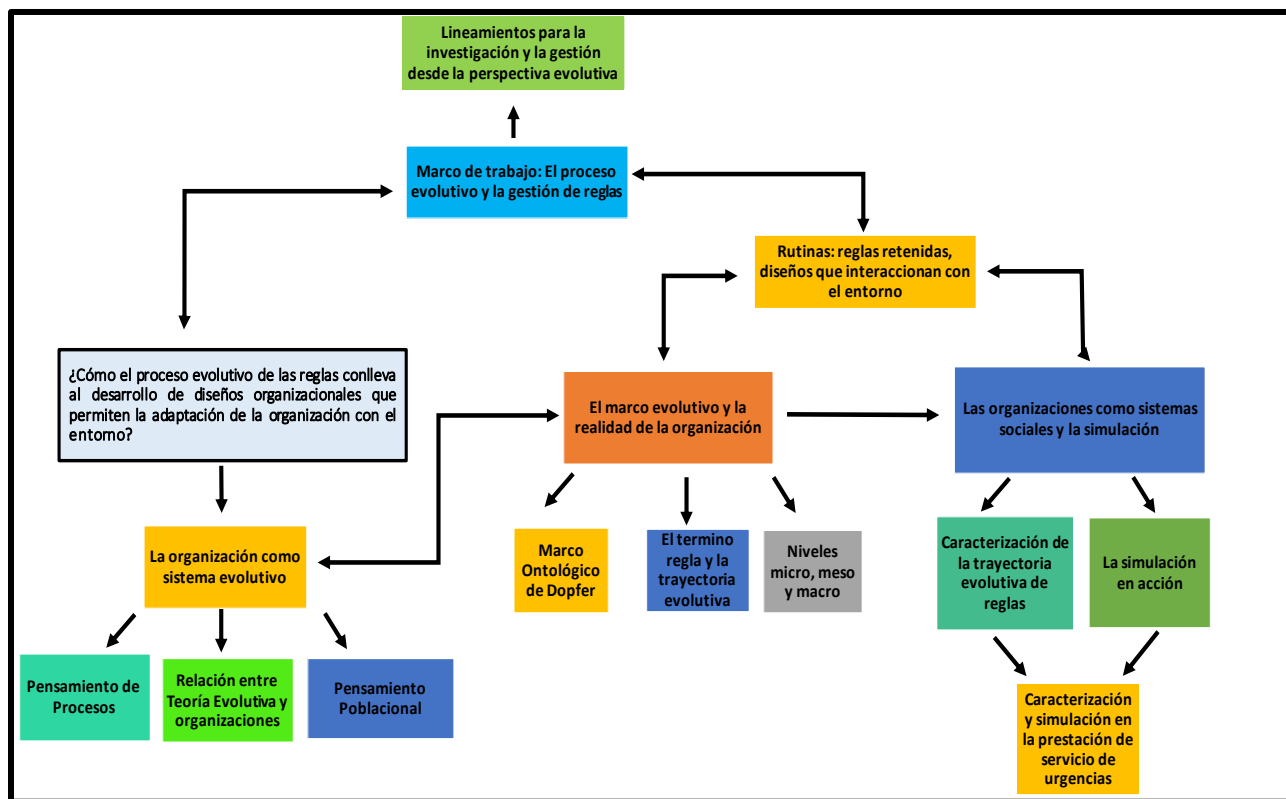 Lineamientos para la
investigación y la gestión
desde la perspectiva evolutiva
Marco de trabajo: El proceso
evolutivo y la gestión de reglas
Rutinas: reglas retenidas,
diseños que interaccionan con
el entorno
¿Cómo el proceso evolutivo de las reglas conlleva
al desarrollo de diseños organizacionales que
permiten la adaptación de la organización con el
entorno?
El marco evolutivo y la
realidad de la organización
Las organizaciones como sistemas
sociales y la simulación
La organización como
sistema evolutivo
Marco
Ontológico
de Dopfer
El termino
regla y la
trayectoria
evolutiva
Niveles
micro, meso
y macro
Caracterización de
la trayectoria
evolutiva de
reglas
La simulación
en acción
Pensamiento de
Procesos
Relación entre
Teoría Evolutiva y
organizaciones
Pensamiento
Poblacional
Caracterización
y simulación en
la prestación de
servicio de
urgencias